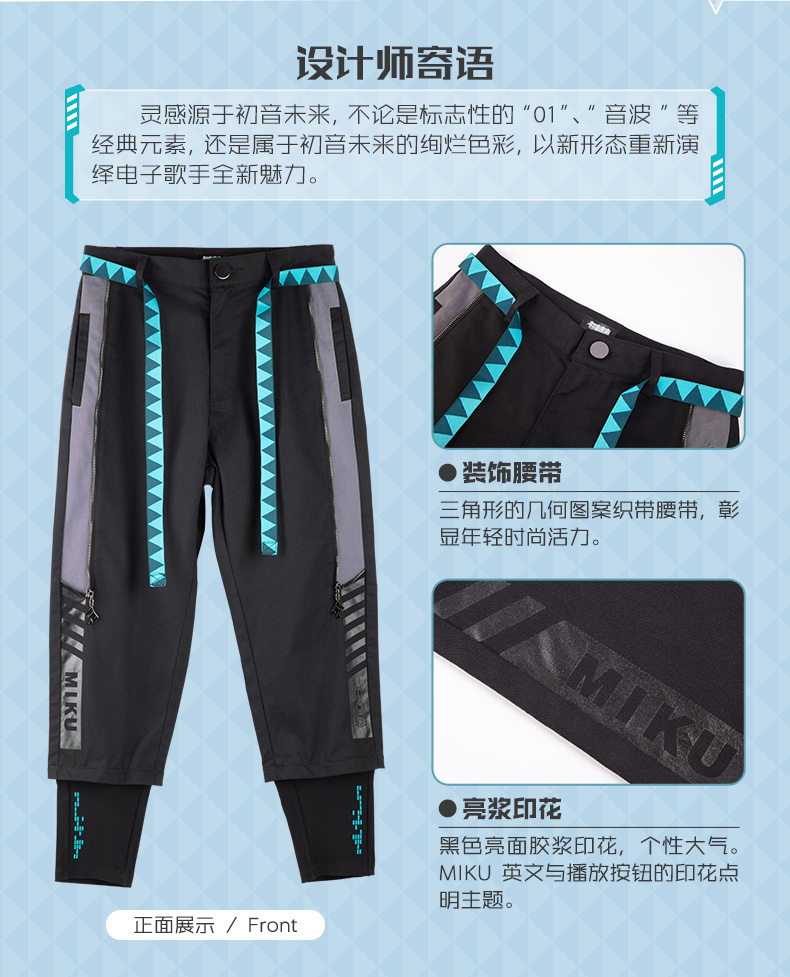 设计师寄语
灵感源于初音未来, 不论是标志性的 “01”、“ 音波 ” 等
经典元素, 还是属于初音未来的绚烂色彩, 以新形态重新演
绎电子歌手全新魅力。
MIKU
正面展示 / Front
装饰腰带
三角形的几何图案织带腰带, 彰
显年轻时尚活力。
MIKU
亮浆印花
黑色亮面胶浆印花, 个性大气。
MIKU 英文与播放按钮的印花点
明主题。